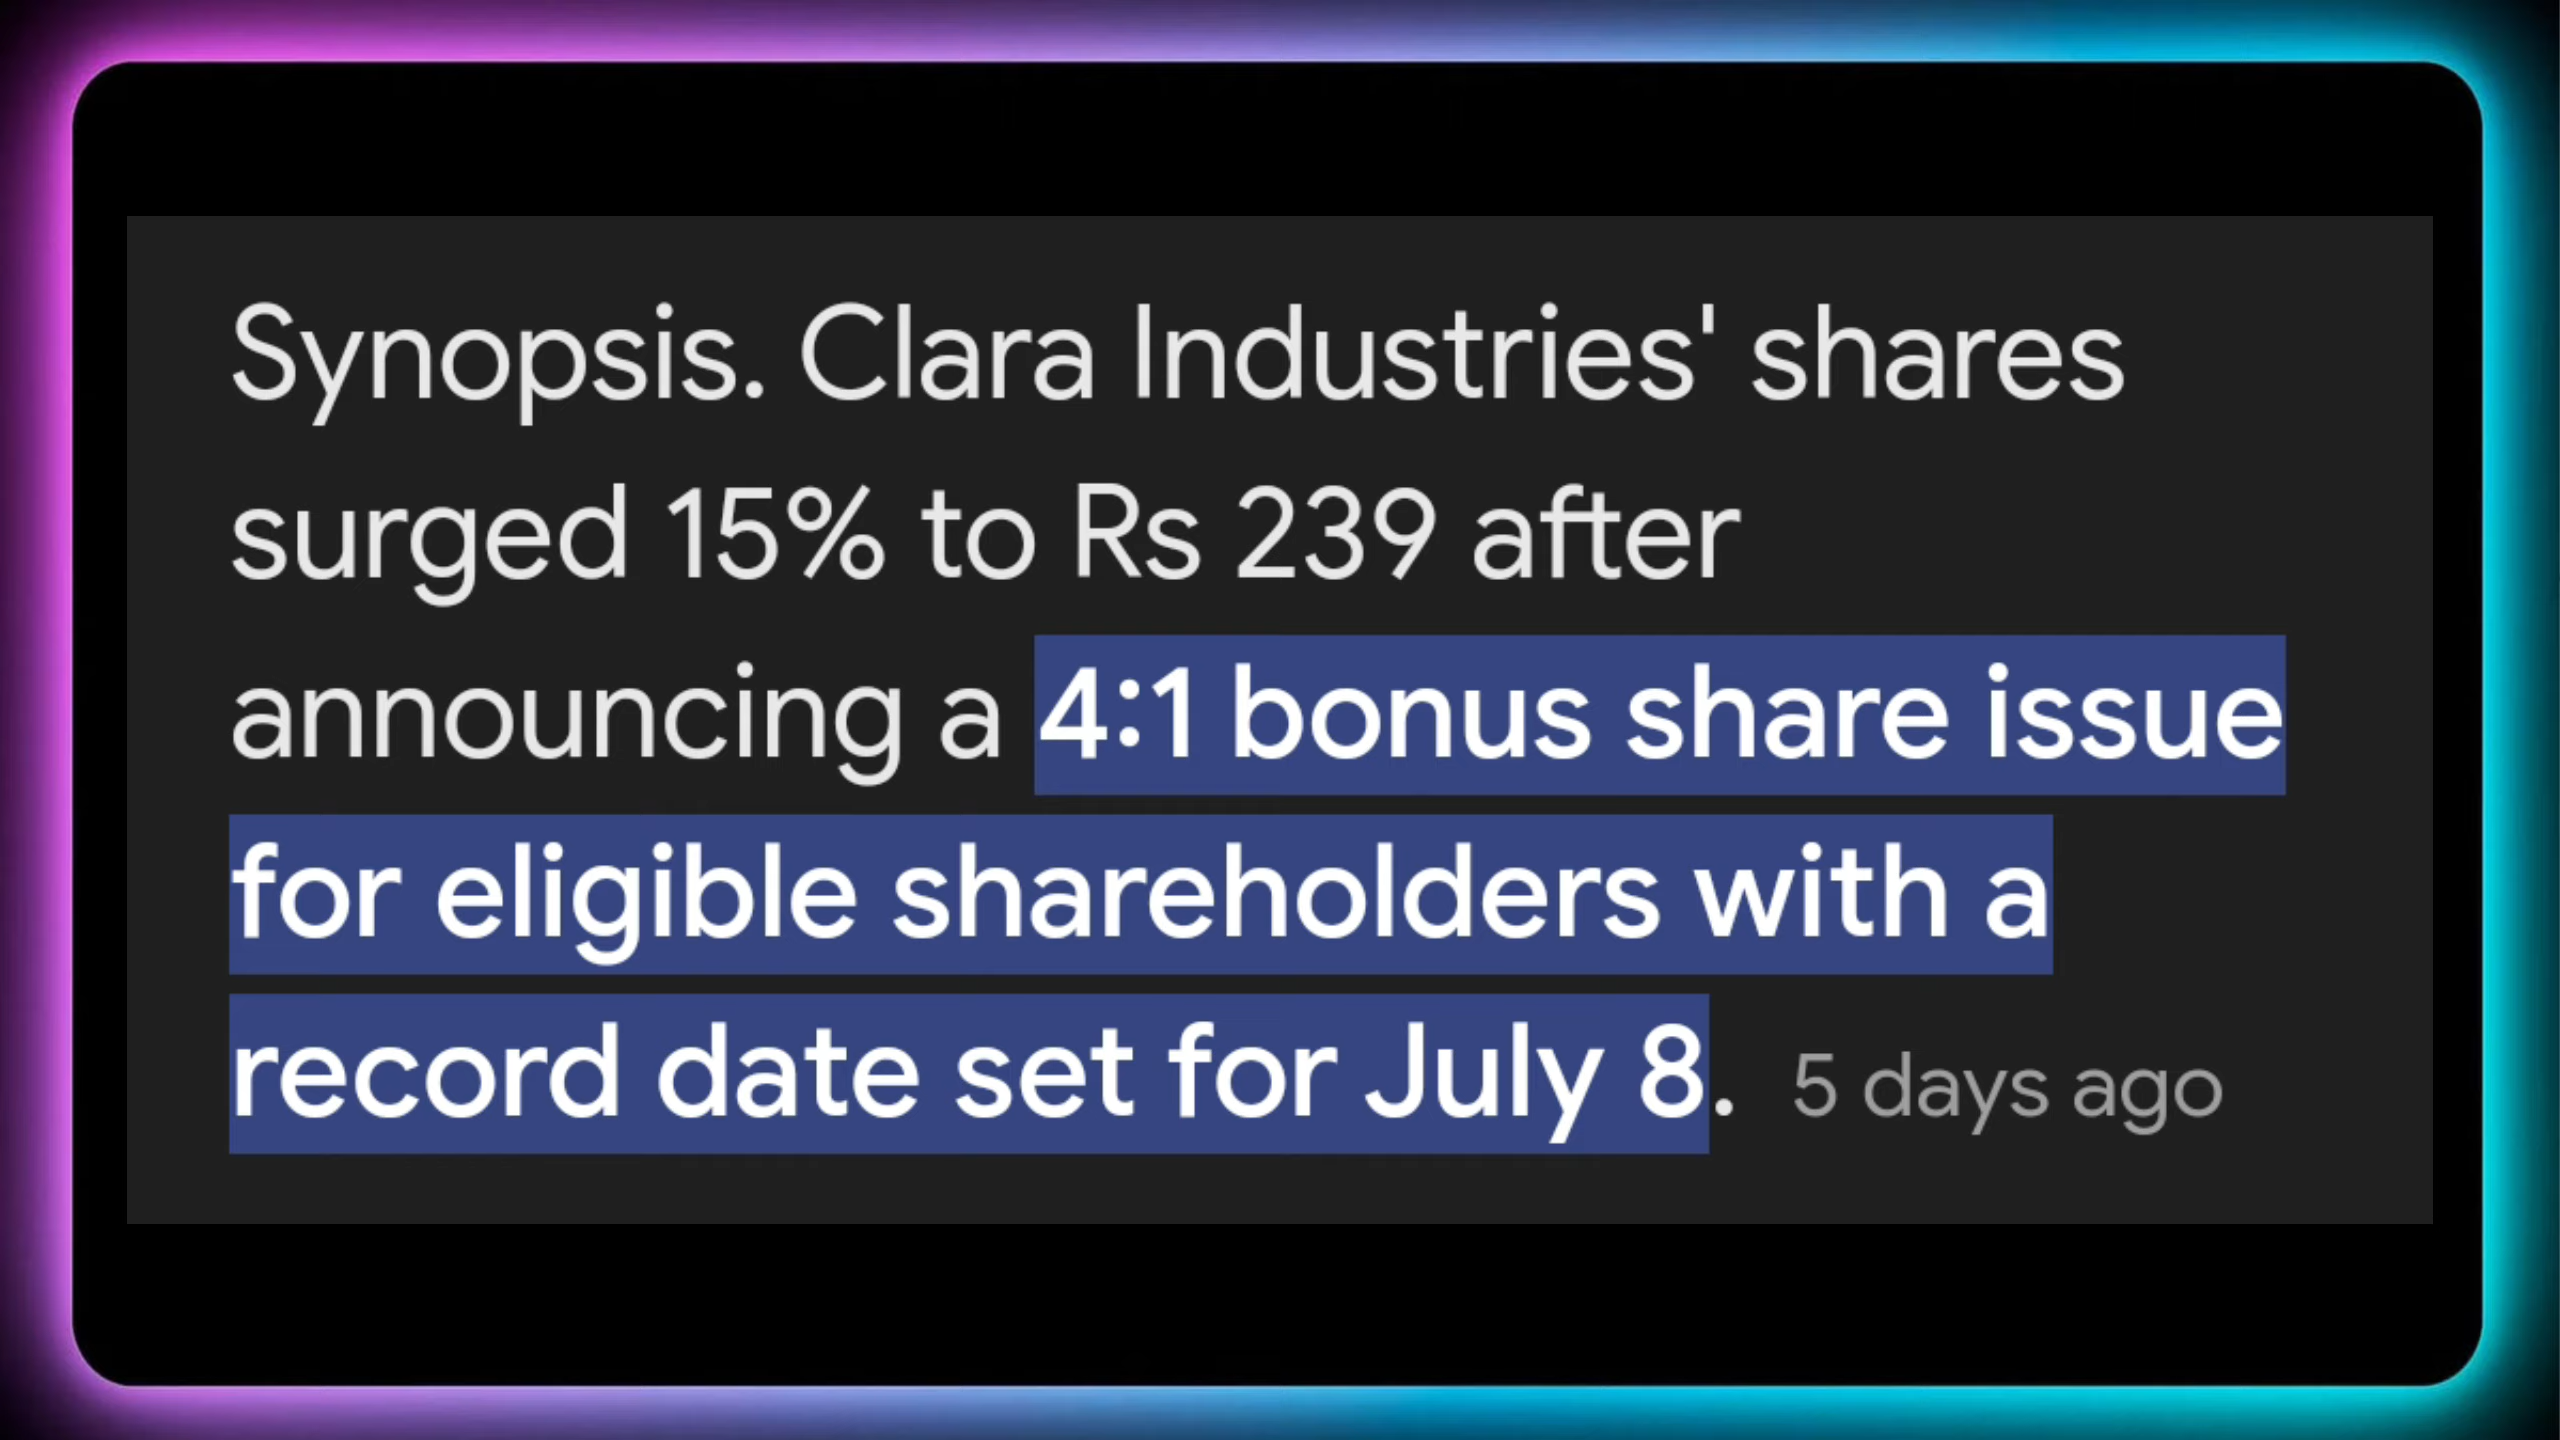 Synopsis. Clara Industries' shares
surged 15% to Rs 239 after
announcing a 4:1 bonus share issue
for eligible shareholders with a
record date set for July 8. 5 days ago